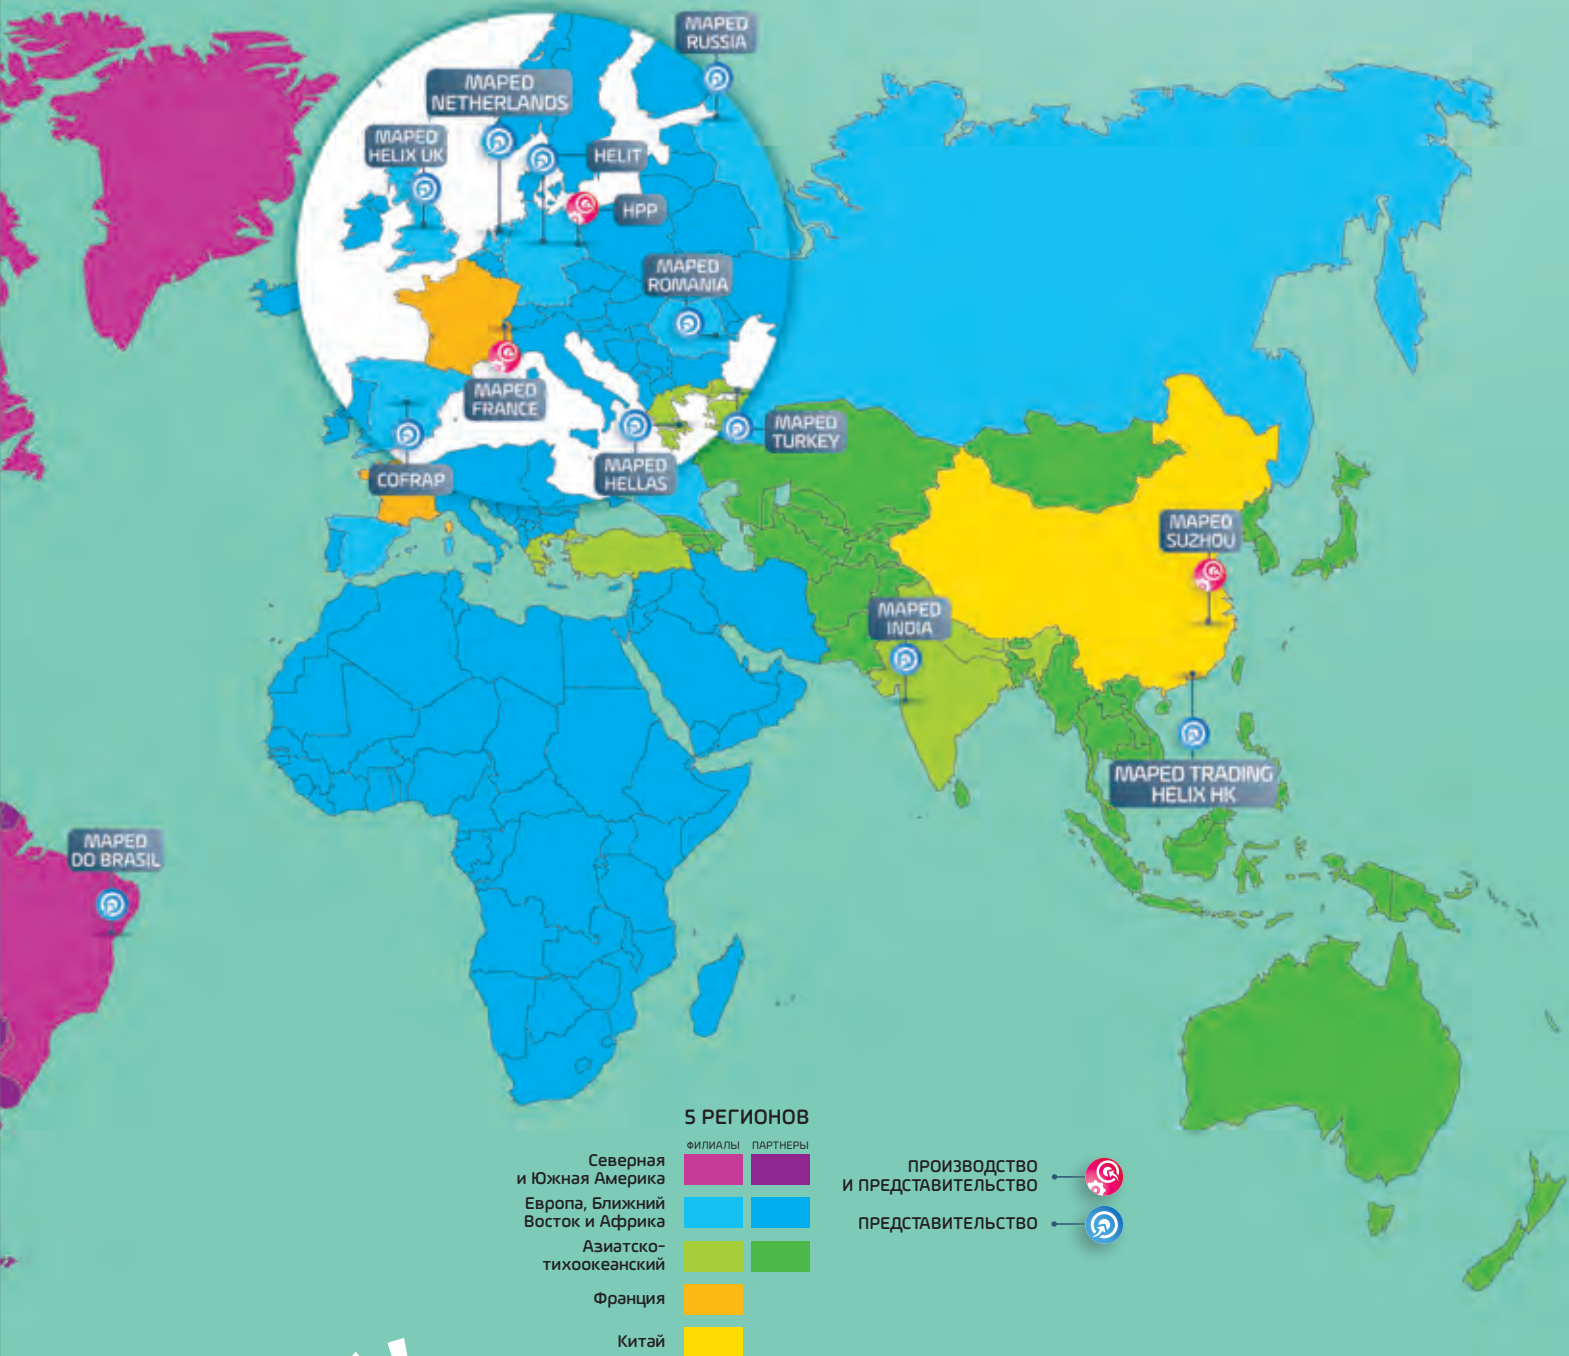 MAPED
RUSSIA
MAPED
NETHERLANDS
MAPED
HELIX UK
HELIT
HPP
MAPED
ROMANIA
MAPED
FRANCE
MAPED
TURKEY
MAPED
HELLAS
COFRAP
MAPED
SUZHOU
MAPED
INDIA
MAPED TRADING
HELIX HK
MAPED
DO BRASIL
5 РЕГИОНОВ
ФИЛИАЛЫ ПАРТНЕРЫ
Северная
и Южная Америка
Европа, Ближний
Восток и Африка
Азиатско-
тихоокеанский
Франция
Китай
ПРОИЗВОДСТВО
И ПРЕДСТАВИТЕЛЬСТВО
ПРЕДСТАВИТЕЛЬСТВО